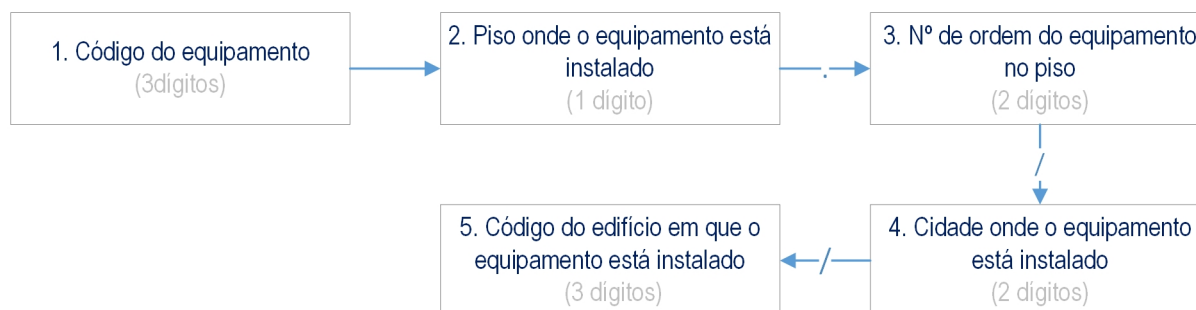 1. Código do equipamento
(3dígitos)
2. Piso onde o equipamento está
instalado
(1 dígito)
.
3. Nº de ordem do equipamento
no piso
(2 dígitos)
/
4. Cidade onde o equipamento
está instalado
(2 dígitos)
/
5. Código do edifício em que o
equipamento está instalado
(3 dígitos)